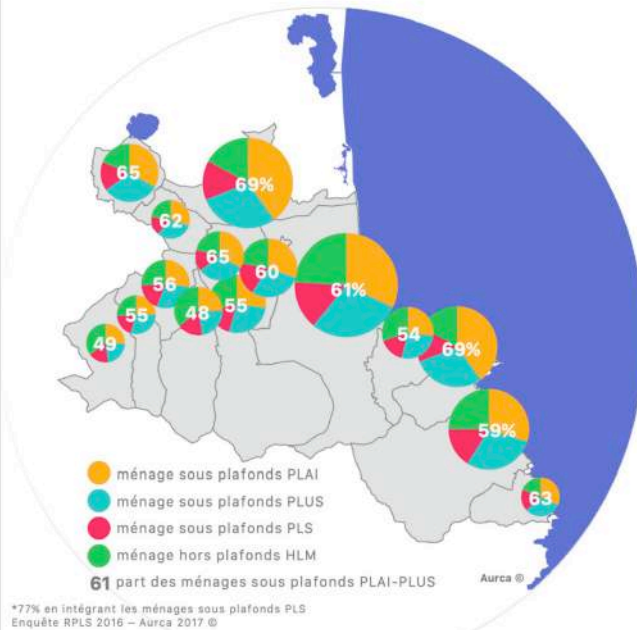 65
69%
62
65
60
56
61%
55
48
55
54
49
69%
59%
63
ménage sous plafonds PLAI
ménage sous plafonds PLUS
ménage sous plafonds PLS
ménage hors plafonds HLM
61 part des ménages sous plafonds PLAI-PLUS
Aurca ©
*77% en intégrant les ménages sous plafonds PLS
Enquête RPLS 2016 – Aurca 2017 ©